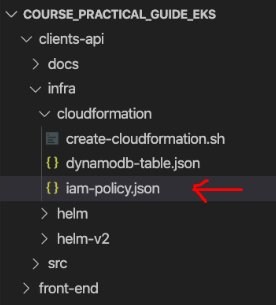 COURSE_PRACTICAL_GUIDE_EKS
clients-api
docs
infra
cloudformation
create-cloudformation.sh
{} dynamodb-table.json
{} iam-policy.json
helm
helm-v2
src
front-end